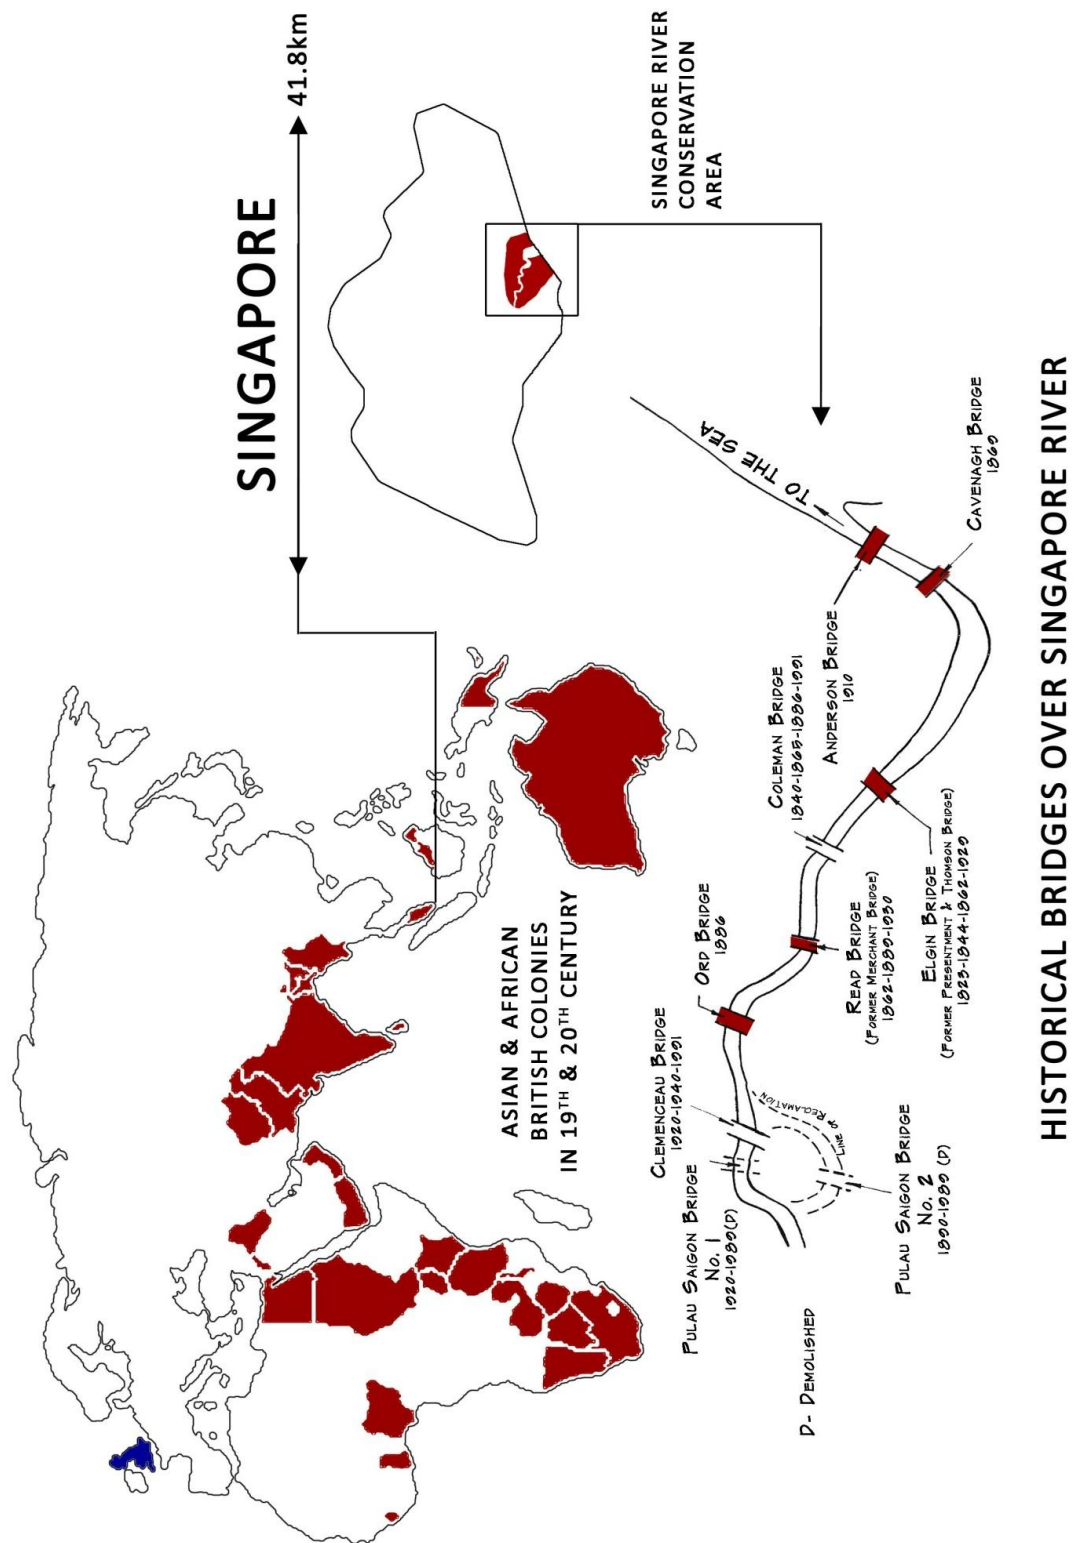 SINGAPORE
41.8km
SINGAPORE RIVER
CONSERVATION
AREA
ASIAN & AFRICAN
BRITISH COLONIES
IN 19TH & 20TH CENTURY
TO THE SEA
CAVENAGH BRIDGE
1869
ANDERSON BRIDGE
1910
COLEMAN BRIDGE
1840-1865-1886-1991
ELGIN BRIDGE
(FORMER PRESENTMENT & THOMSON BRIDGE)
1823-1844-1862-1929
READ BRIDGE
(FORMER MERCHANT BRIDGE)
1862-1889-1930
ORD BRIDGE
1886
CLEMENCEAU BRIDGE
1920-1940-1991
PULAU SAIGON BRIDGE
NO. 1
1920-1989(D)
LINE OF RECLAMATION
PULAU SAIGON BRIDGE
NO. 2
1890-1989 (D)
D- DEMOLISHED
HISTORICAL BRIDGES OVER SINGAPORE RIVER